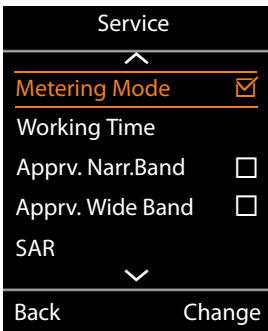 Service
Metering Mode
Working Time
Apprv. Narr.Band
Apprv. Wide Band
SAR
Back Change